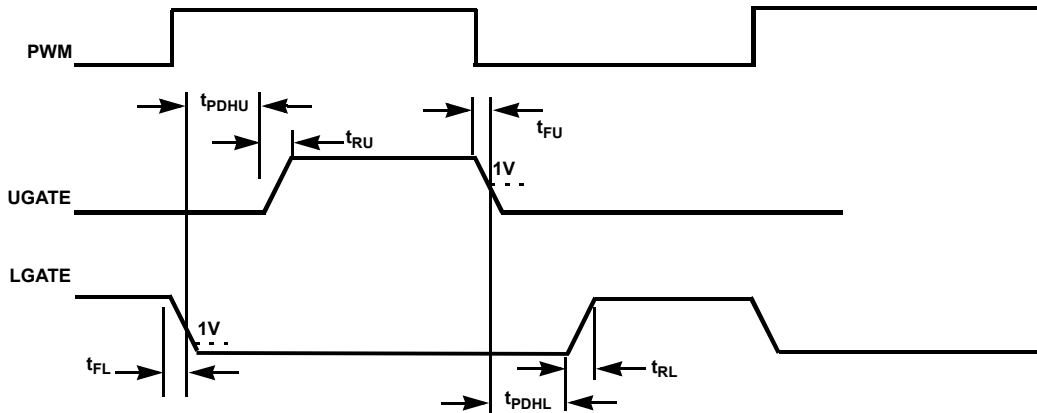 PWM
tPDHU
tRU
tFU
1V
UGATE
LGATE
1V
tFL
tRL
tPDHL